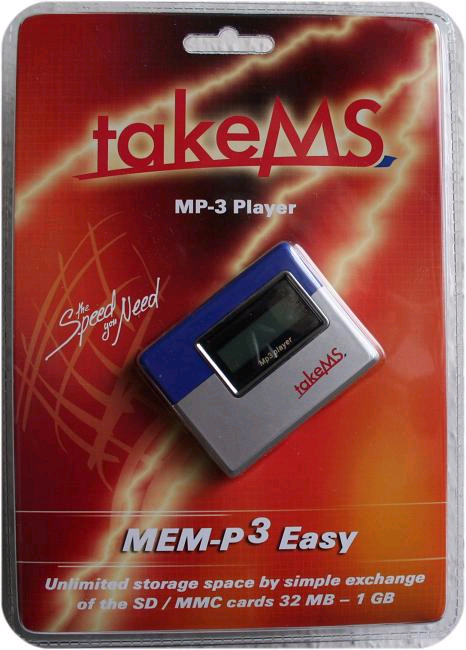 takeMS
MP-3 Player
the
Speed
you Need
Mp3 player
takeMS
MEM-P3 Easy
Unlimited storage space by simple exchange
of the SD / MMC cards 32 MB – 1 GB